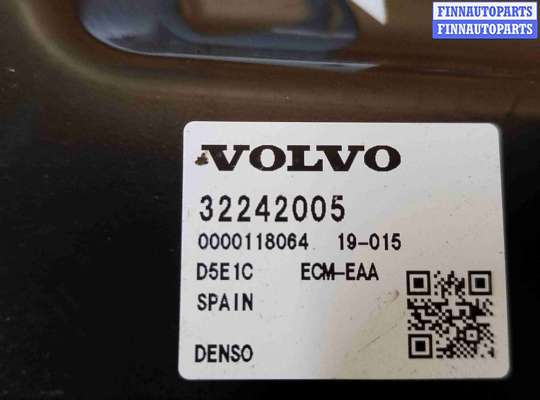 FINNAUTOPARTS
FINNAUTOPARTS
VOLVO
32242005
0000118064 19-015
D5E1C ECM-EAA
SPAIN
DENSO